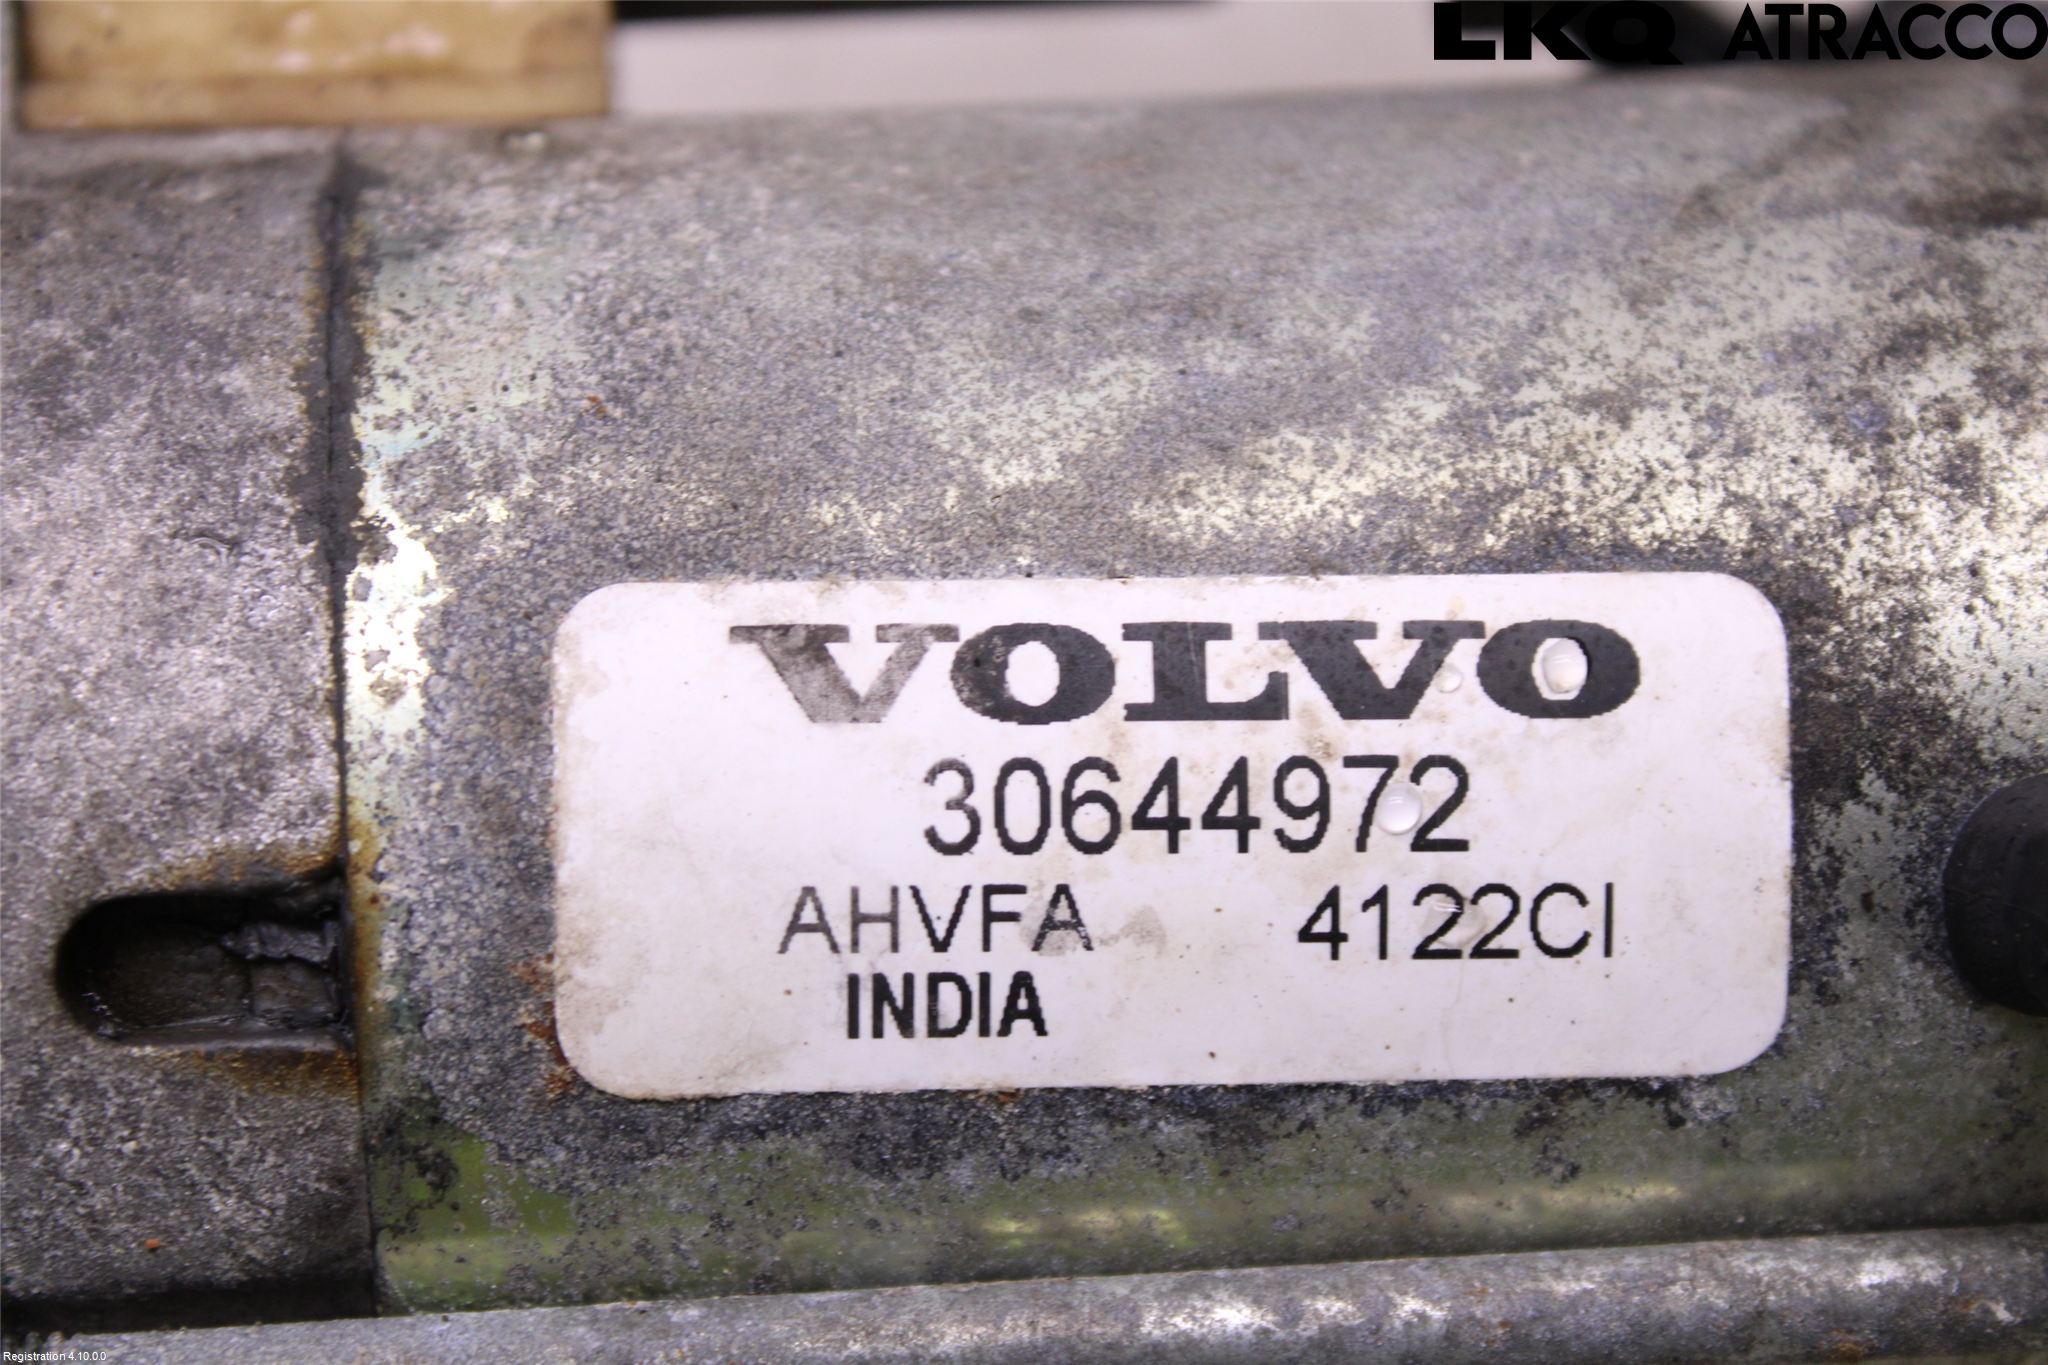 LKQ ATRACCO
VOLVO
30644972
AHVFA 4122CI
INDIA
Registration 4.10.0.0